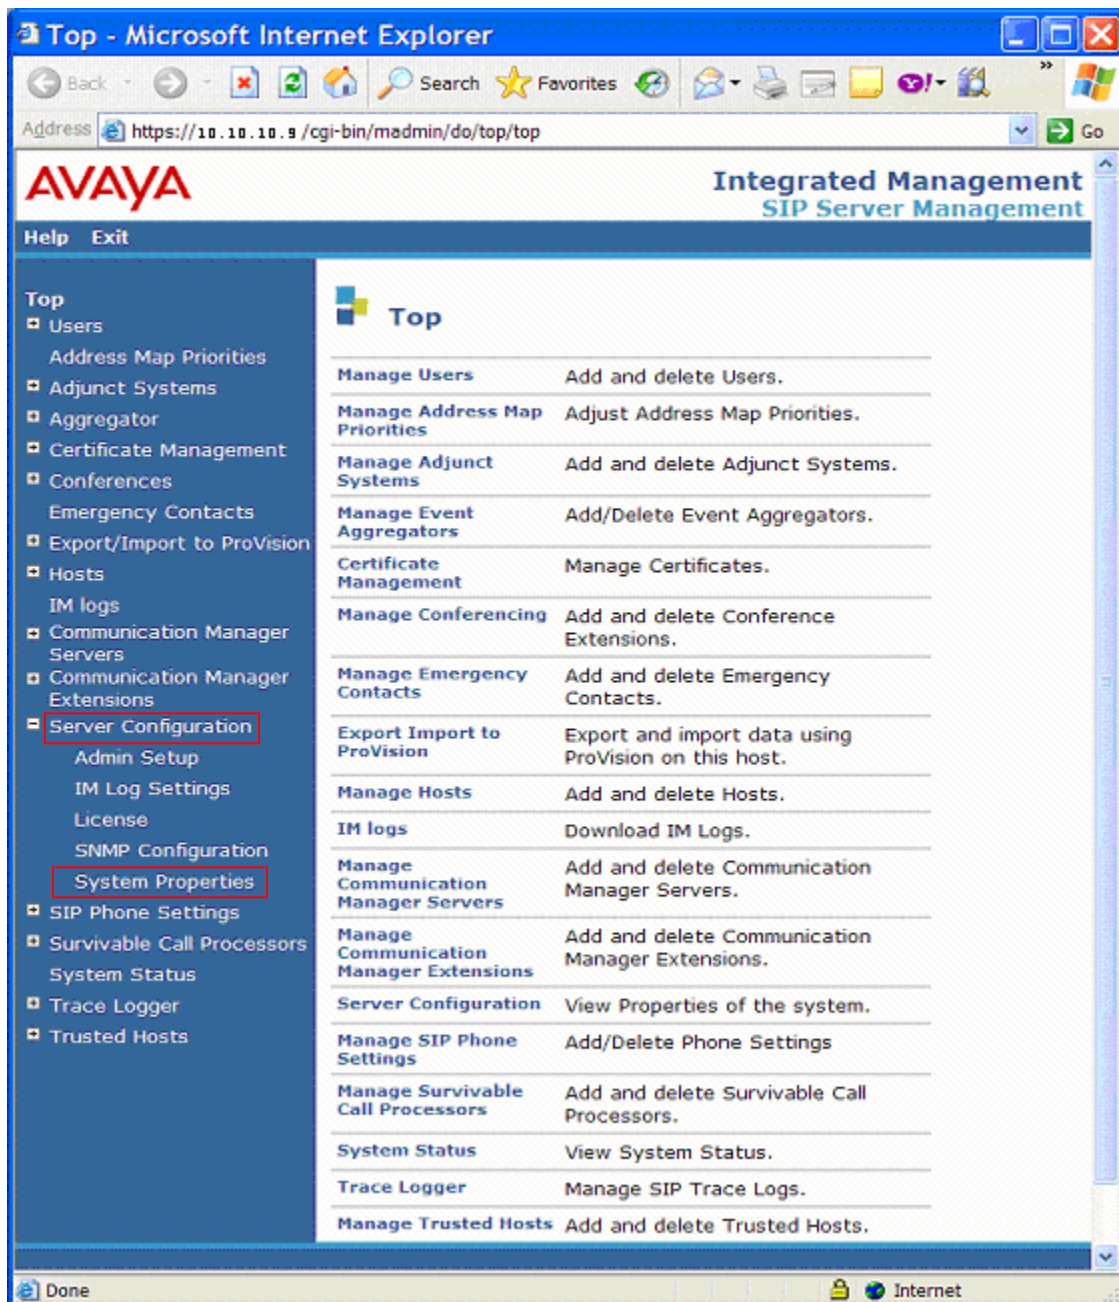 Top - Microsoft Internet Explorer
Back Search Favorites
Address https://10.10.10.9/cgi-bin/madmin/do/top/top Go
AVAYA
Integrated Management
SIP Server Management
Help Exit
Top
Users
Address Map Priorities
Adjunct Systems
Aggregator
Certificate Management
Conferences
Emergency Contacts
Export/Import to ProVision
Hosts
IM logs
Communication Manager
Servers
Communication Manager
Extensions
Server Configuration
Admin Setup
IM Log Settings
License
SNMP Configuration
System Properties
SIP Phone Settings
Survivable Call Processors
System Status
Trace Logger
Trusted Hosts
Top
Manage Users Add and delete Users.
Manage Address Map Adjust Address Map Priorities.
Priorities
Manage Adjunct Add and delete Adjunct Systems.
Systems
Manage Event Add/Delete Event Aggregators.
Aggregators
Certificate Manage Certificates.
Management
Manage Conferencing Add and delete Conference
Extensions.
Manage Emergency Add and delete Emergency
Contacts Contacts.
Export Import to Export and import data using
ProVision ProVision on this host.
Manage Hosts Add and delete Hosts.
IM logs Download IM Logs.
Manage Add and delete Communication
Communication Manager Servers.
Manager Servers
Manage Add and delete Communication
Communication Manager Extensions.
Manager Extensions
Server Configuration View Properties of the system.
Manage SIP Phone Add/Delete Phone Settings
Settings
Manage Survivable Add and delete Survivable Call
Call Processors Processors.
System Status View System Status.
Trace Logger Manage SIP Trace Logs.
Manage Trusted Hosts Add and delete Trusted Hosts.
Done Internet